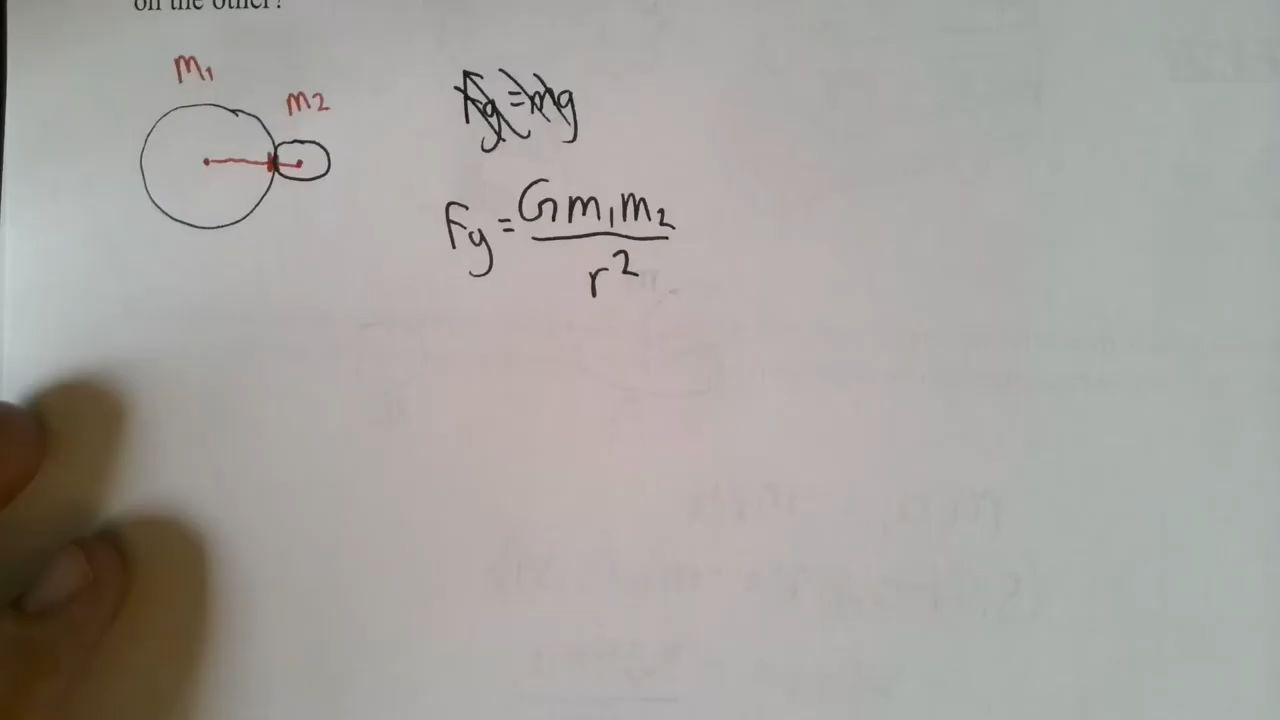 on the other?
m1
m2
Fg=mg
Fg=Gm₁m₂/r²